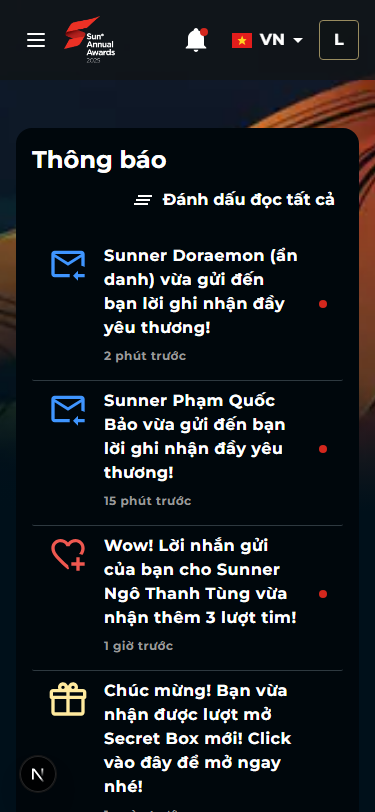 Sun*
Annual
Awards
2025
VN
L
Thông báo
Đánh dấu đọc tất cả
Sunner Doraemon (ẩn
danh) vừa gửi đến
bạn lời ghi nhận đầy
yêu thương!
2 phút trước
Sunner Phạm Quốc
Bảo vừa gửi đến bạn
lời ghi nhận đầy yêu
thương!
15 phút trước
Wow! Lời nhắn gửi
của bạn cho Sunner
Ngô Thanh Tùng vừa
nhận thêm 3 lượt tim!
1 giờ trước
Chúc mừng! Bạn vừa
nhận được lượt mở
Secret Box mới! Click
vào đây để mở ngay
nhé!
N